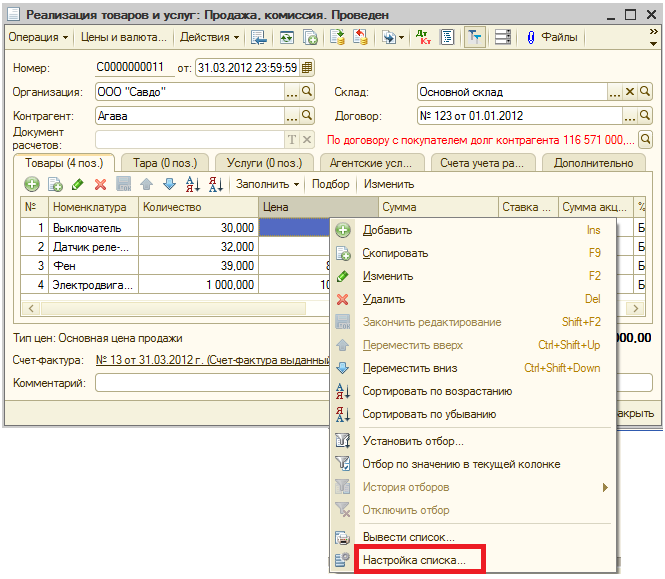 Реализация товаров и услуг: Продажа, комиссия. Проведен
Операция Цены и валюта... Действия Дт Кт Файлы »
Номер: С0000000011 от: 31.03.2012 23:59:59
Организация: ООО "Савдо" ... Склад: Основной склад ...
Контрагент: Агава ... Договор: № 123 от 01.01.2012 ...
Документ расчетов: T По договору с покупателем долг контрагента 116 571 000,...
Товары (4 поз.) Тара (0 поз.) Услуги (0 поз.) Агентские усл... Счета учета ра... Дополнительно
Заполнить Подбор Изменить
№ Номенклатура Количество Цена Сумма Ставка ... Сумма акц... %
1 Выключатель 30,000 Б
2 Датчик реле-... 32,000 Б
3 Фен 39,000 8 Б
4 Электродвига... 1 000,000 10 Б
Тип цен: Основная цена продажи 000,00
Счет-фактура: № 13 от 31.03.2012 г. (Счет-фактура выданный
Комментарий:
акрыть
Добавить Ins
Скопировать F9
Изменить F2
Удалить Del
Закончить редактирование Shift+F2
Переместить вверх Ctrl+Shift+Up
Переместить вниз Ctrl+Shift+Down
Сортировать по возрастанию
Сортировать по убыванию
Установить отбор...
Отбор по значению в текущей колонке
История отборов
Отключить отбор
Вывести список...
Настройка списка...